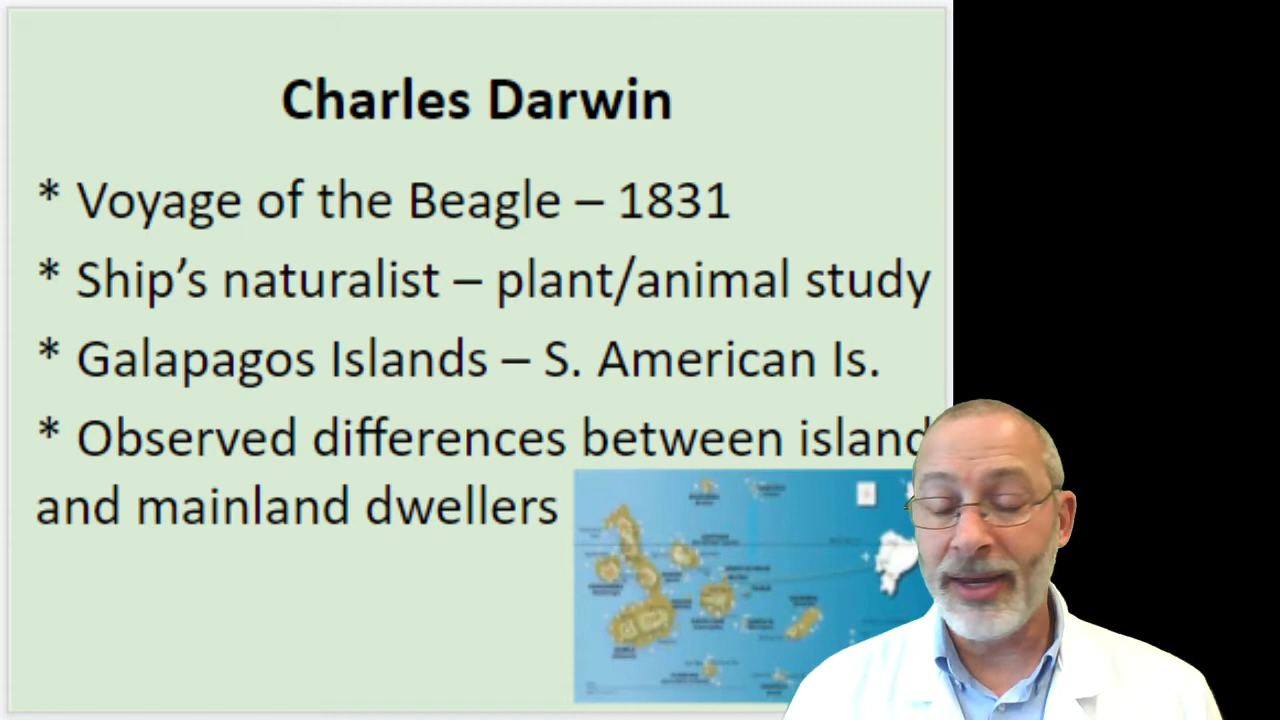 Charles Darwin
* Voyage of the Beagle – 1831
* Ship’s naturalist – plant/animal study
* Galapagos Islands – S. American Is.
* Observed differences between island
and mainland dwellers